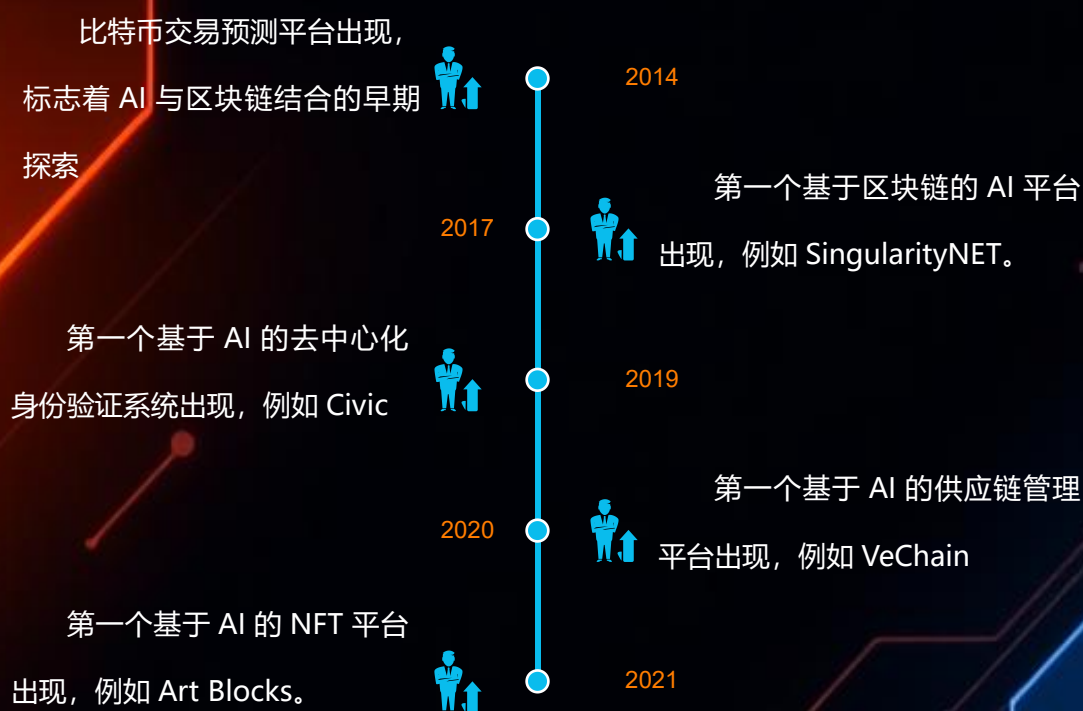 比特币交易预测平台出现，
标志着 AI 与区块链结合的早期
探索
2014
2017
第一个基于区块链的 AI 平台
出现，例如 SingularityNET。
第一个基于 AI 的去中心化
身份验证系统出现，例如 Civic
2019
2020
第一个基于 AI 的供应链管理
平台出现，例如 VeChain
第一个基于 AI 的 NFT 平台
出现，例如 Art Blocks。
2021